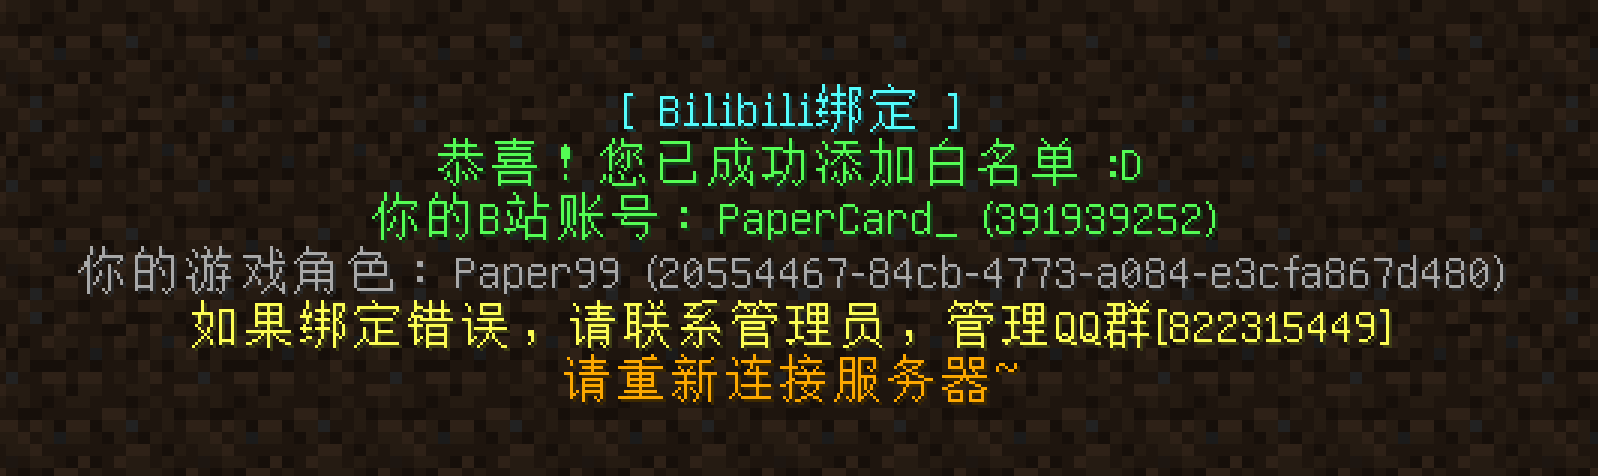 [ Bilibili绑定 ]
恭喜！您已成功添加白名单 :D
你的B站账号：PaperCard_ (391939252)
你的游戏角色：Paper99 (20554467-84cb-4773-a084-e3cfa867d480)
如果绑定错误，请联系管理员，管理QQ群[822315449]
请重新连接服务器~